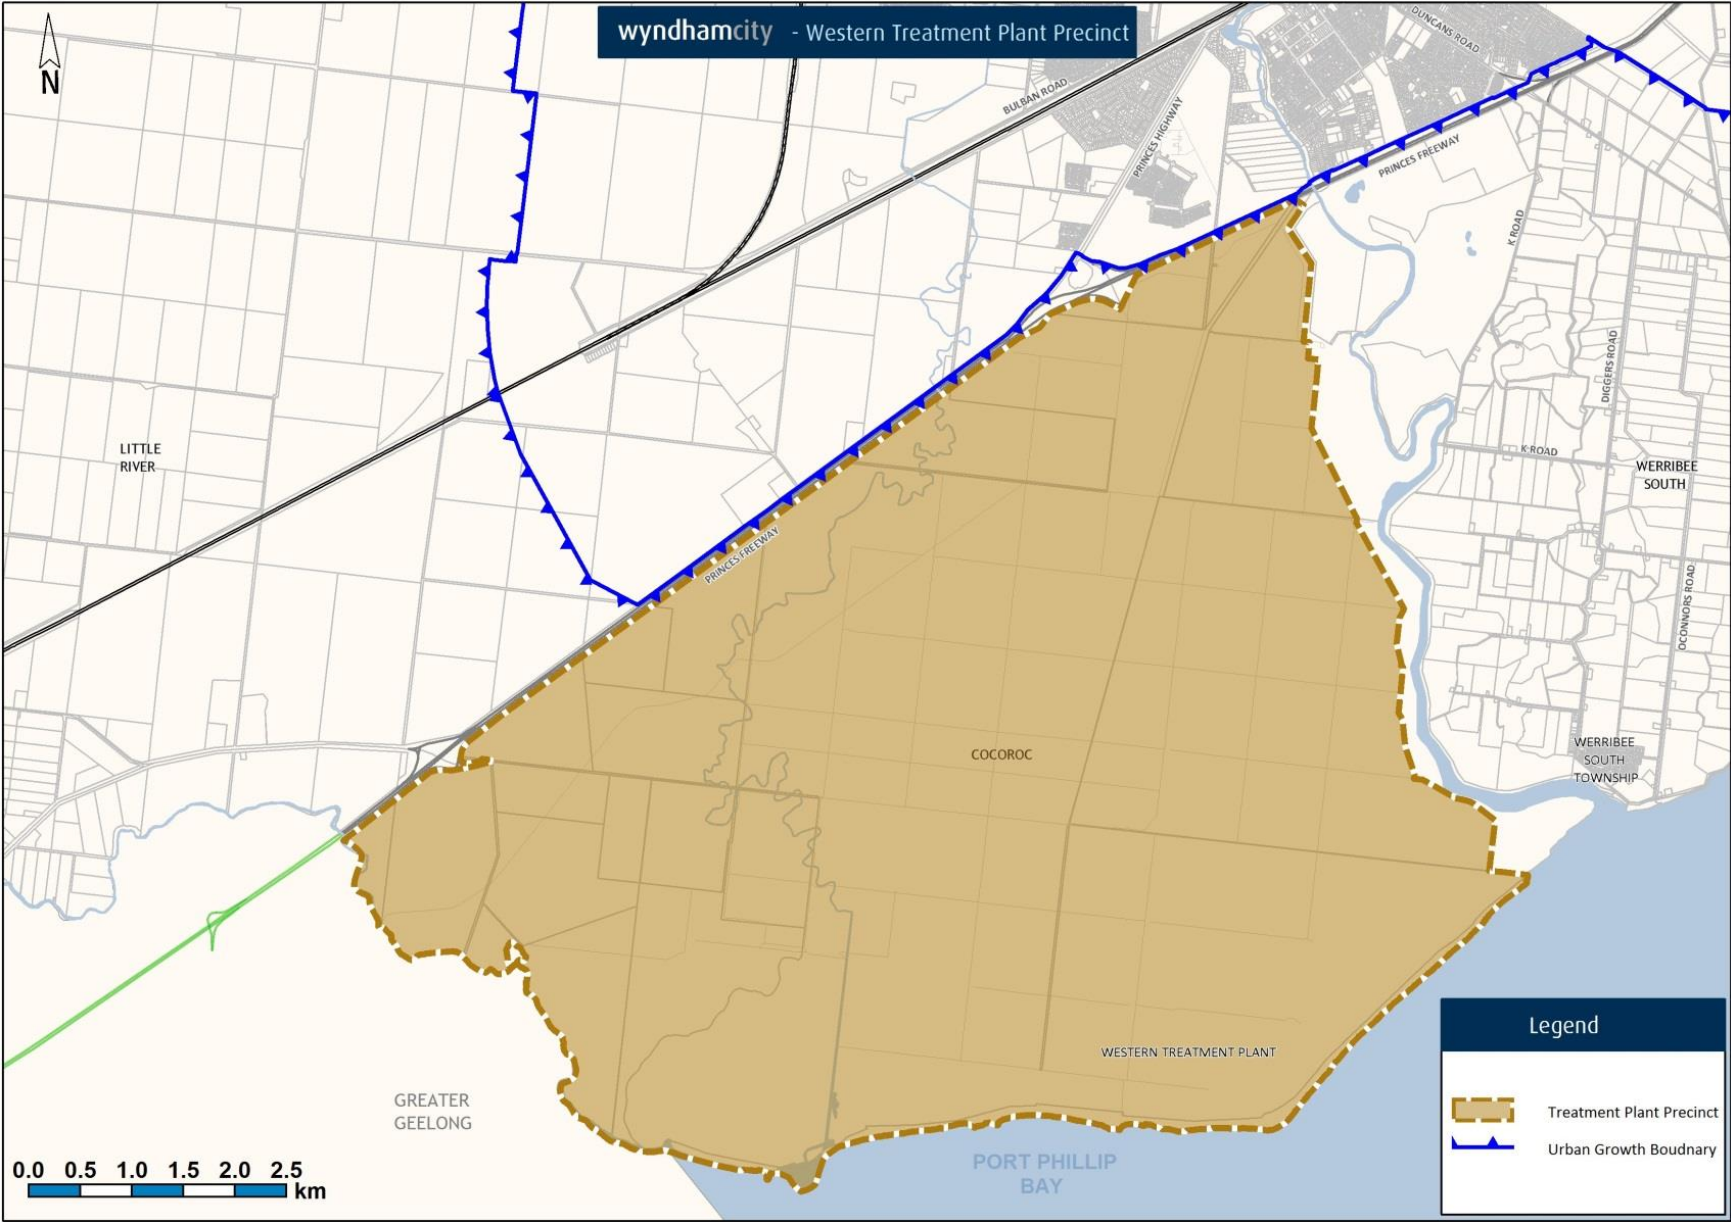 wyndhamcity - Western Treatment Plant Precinct
N
DUNCANS ROAD
BULBAN ROAD
PRINCES HIGHWAY
PRINCES FREEWAY
K ROAD
DIGGERS ROAD
LITTLE
RIVER
K ROAD
WERRIBEE
SOUTH
PRINCES FREEWAY
OCONNORS ROAD
COCOROC
WERRIBEE
SOUTH
TOWNSHIP
WESTERN TREATMENT PLANT
GREATER
GEELONG
PORT PHILLIP
BAY
0.0 0.5 1.0 1.5 2.0 2.5
km
Legend
Treatment Plant Precinct
Urban Growth Boudnary